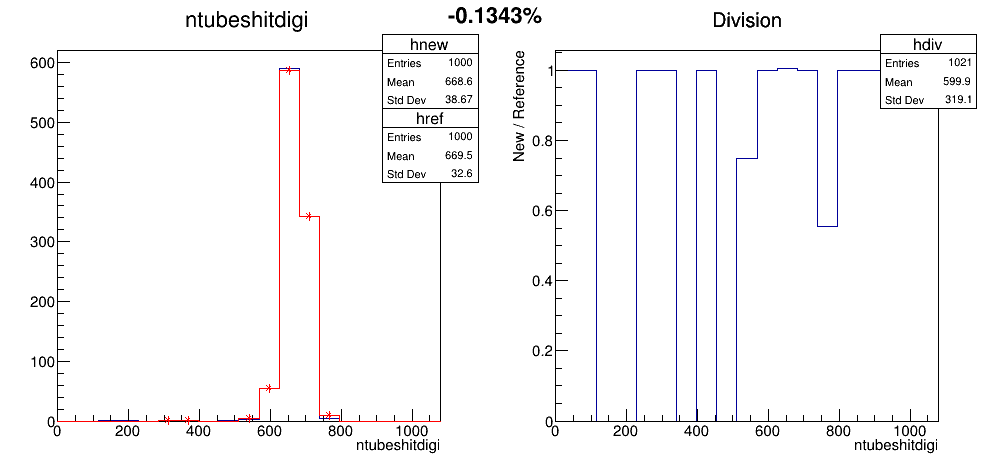 -0.1343%
ntubeshitdigi
hnew
Entries 1000
Mean 668.6
Std Dev 38.67
href
Entries 1000
Mean 669.5
Std Dev 32.6
600
500
400
300
200
100
0
0 200 400 600 800 1000
ntubeshitdigi
Division
hdiv
Entries 1021
Mean 599.9
Std Dev 319.1
New / Reference
1
0.8
0.6
0.4
0.2
0
0 200 400 600 800 1000
ntubeshitdigi